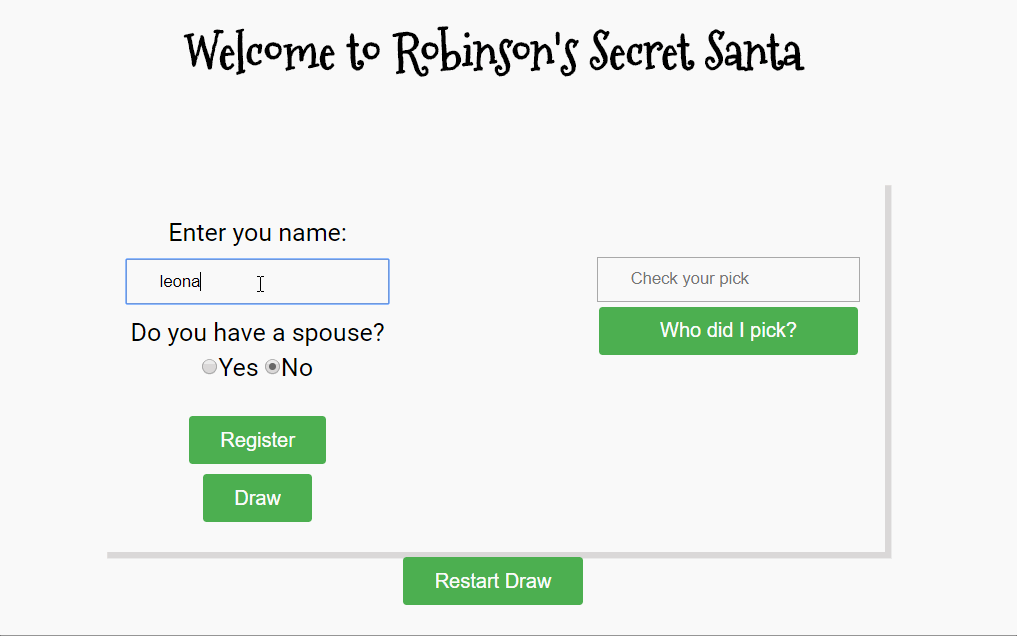 Welcome to Robinson's Secret Santa
Enter you name:
leona
Do you have a spouse?
Yes No
Register
Draw
Check your pick
Who did I pick?
Restart Draw